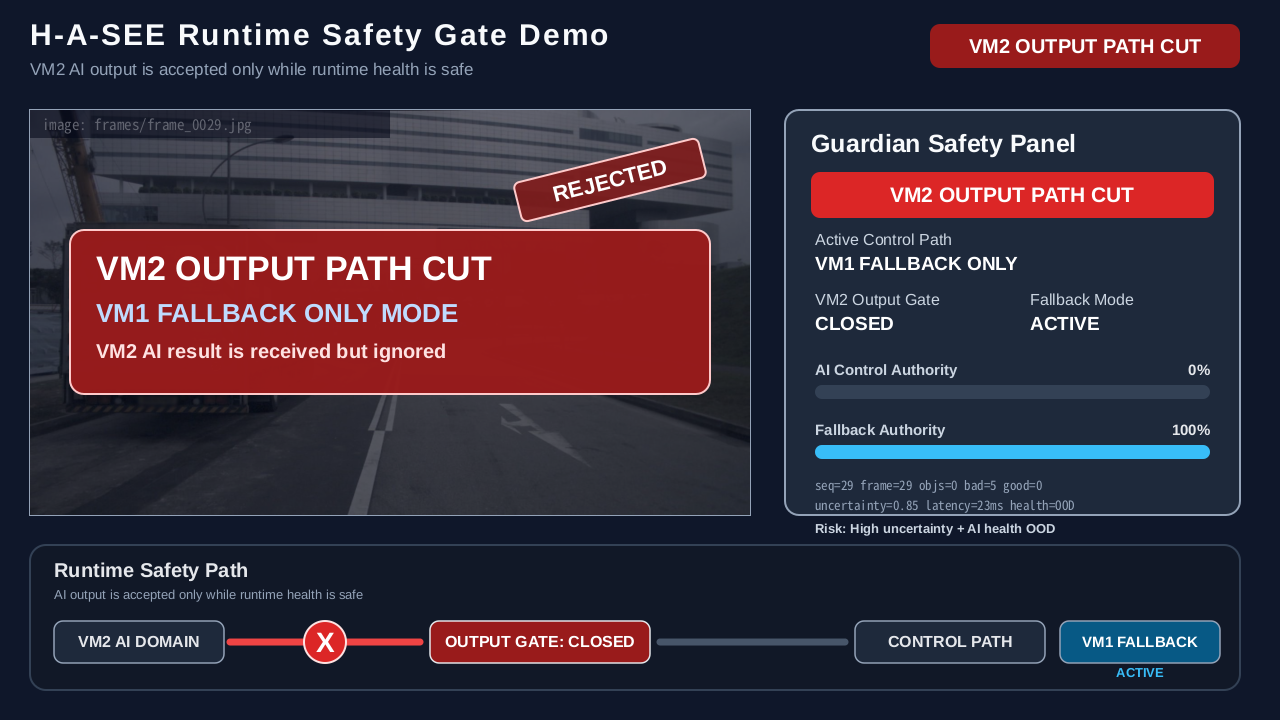 H-A-SEE Runtime Safety Gate Demo
VM2 AI output is accepted only while runtime health is safe
VM2 OUTPUT PATH CUT
image: frames/frame_0029.jpg
REJECTED
VM2 OUTPUT PATH CUT
VM1 FALLBACK ONLY MODE
VM2 AI result is received but ignored
Guardian Safety Panel
VM2 OUTPUT PATH CUT
Active Control Path
VM1 FALLBACK ONLY
VM2 Output Gate
CLOSED
Fallback Mode
ACTIVE
AI Control Authority 0%
Fallback Authority 100%
seq=29 frame=29 objs=0 bad=5 good=0
uncertainty=0.85 latency=23ms health=OOD
Risk: High uncertainty + AI health OOD
Runtime Safety Path
AI output is accepted only while runtime health is safe
VM2 AI DOMAIN
X
OUTPUT GATE: CLOSED
CONTROL PATH
VM1 FALLBACK
ACTIVE